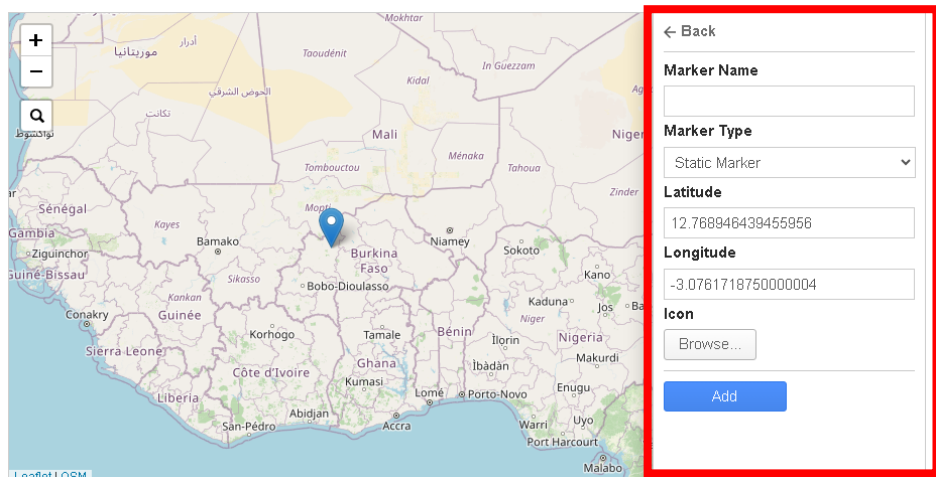 Mokhtar
+
أدرار
موريتانيا
Taoudénit
In Guezzam
−
Kidal
الحوض الشرقي
تكانت
Mali
Niger
Ménaka
Tombouctou
Tahoua
Zinder
Sénégal
Kayes
Mopti
Gambia
Bamako
Niamey
Ziguinchor
Burkina
Faso
Sokoto
Guiné-Bissau
Sikasso
Bobo-Dioulasso
Kano
Kankan
Kaduna
Jos
Conakry
Guinée
Niger
Korhogo
Tamale
Bénin
Ilorin
Nigeria
Sierra Leone
Ghana
Makurdi
Côte d'Ivoire
Ìbàdàn
Kumasi
Enugu
Liberia
Lomé
Porto-Novo
Abidjan
Warri
Uyo
San-Pédro
Accra
Port Harcourt
Malabo
Leaflet | OSM
← Back
Marker Name
Marker Type
Static Marker
Latitude
12.768946439455956
Longitude
-3.0761718750000004
Icon
Browse...
Add